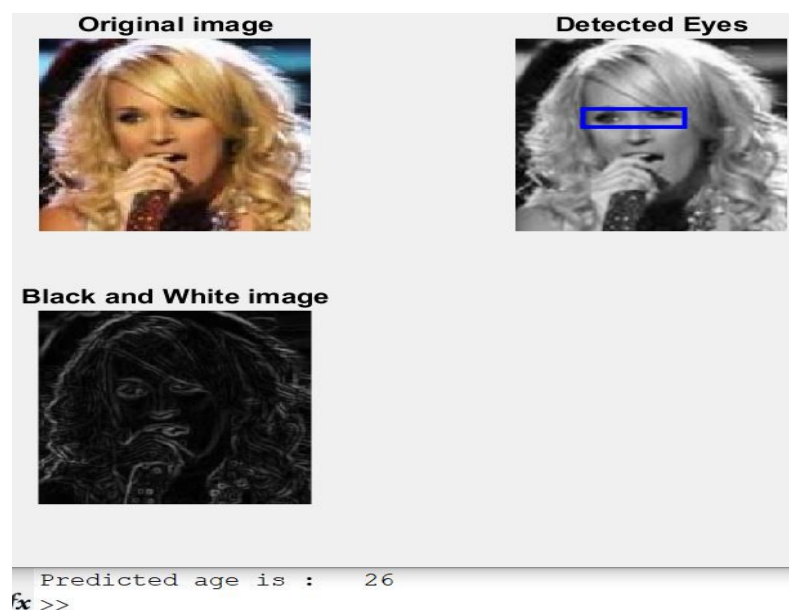 Original image
Detected Eyes
Black and White image
Predicted age is : 26
fx >>